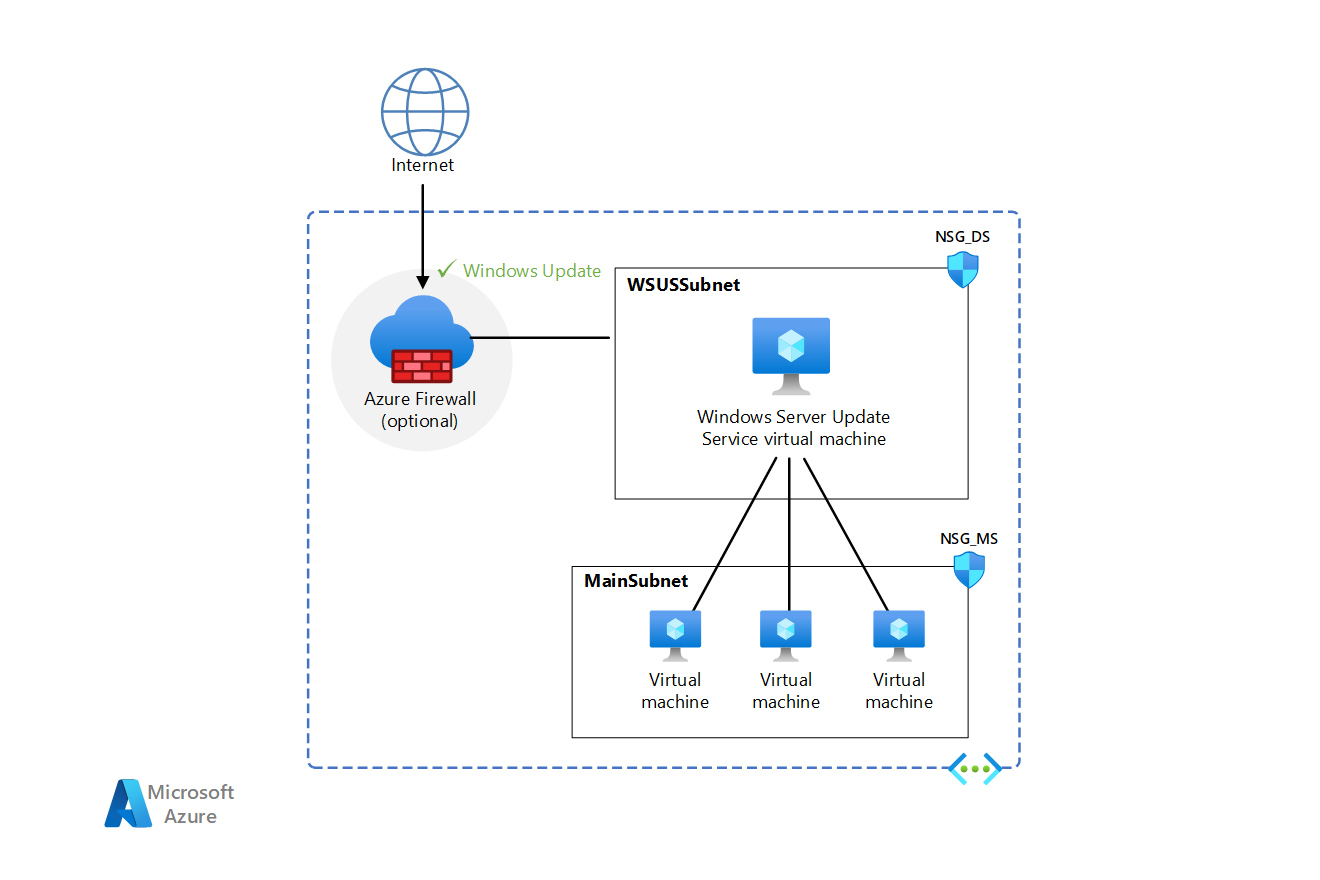 Internet
NSG_DS
Windows Update
WSUSSubnet
Azure Firewall
(optional)
Windows Server Update
Service virtual machine
NSG_MS
MainSubnet
Virtual
machine
Virtual
machine
Virtual
machine
Microsoft
Azure